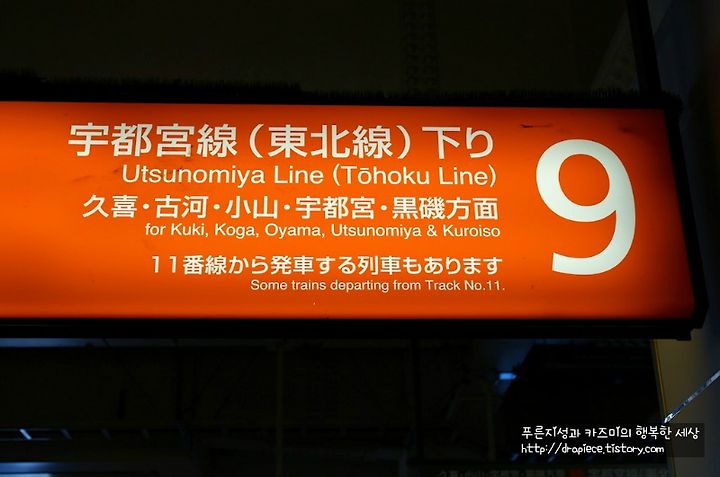 宇都宮線(東北線)下り
Utsunomiya Line (Tōhoku Line)
久喜・古河・小山・宇都宮・黒磯方面
for Kuki, Koga, Oyama, Utsunomiya & Kuroiso
11番線から発車する列車もあります
Some trains departing from Track No.11.
9
푸른지성과 카즈미의 행복한 세상
http://drapiece.tistory.com